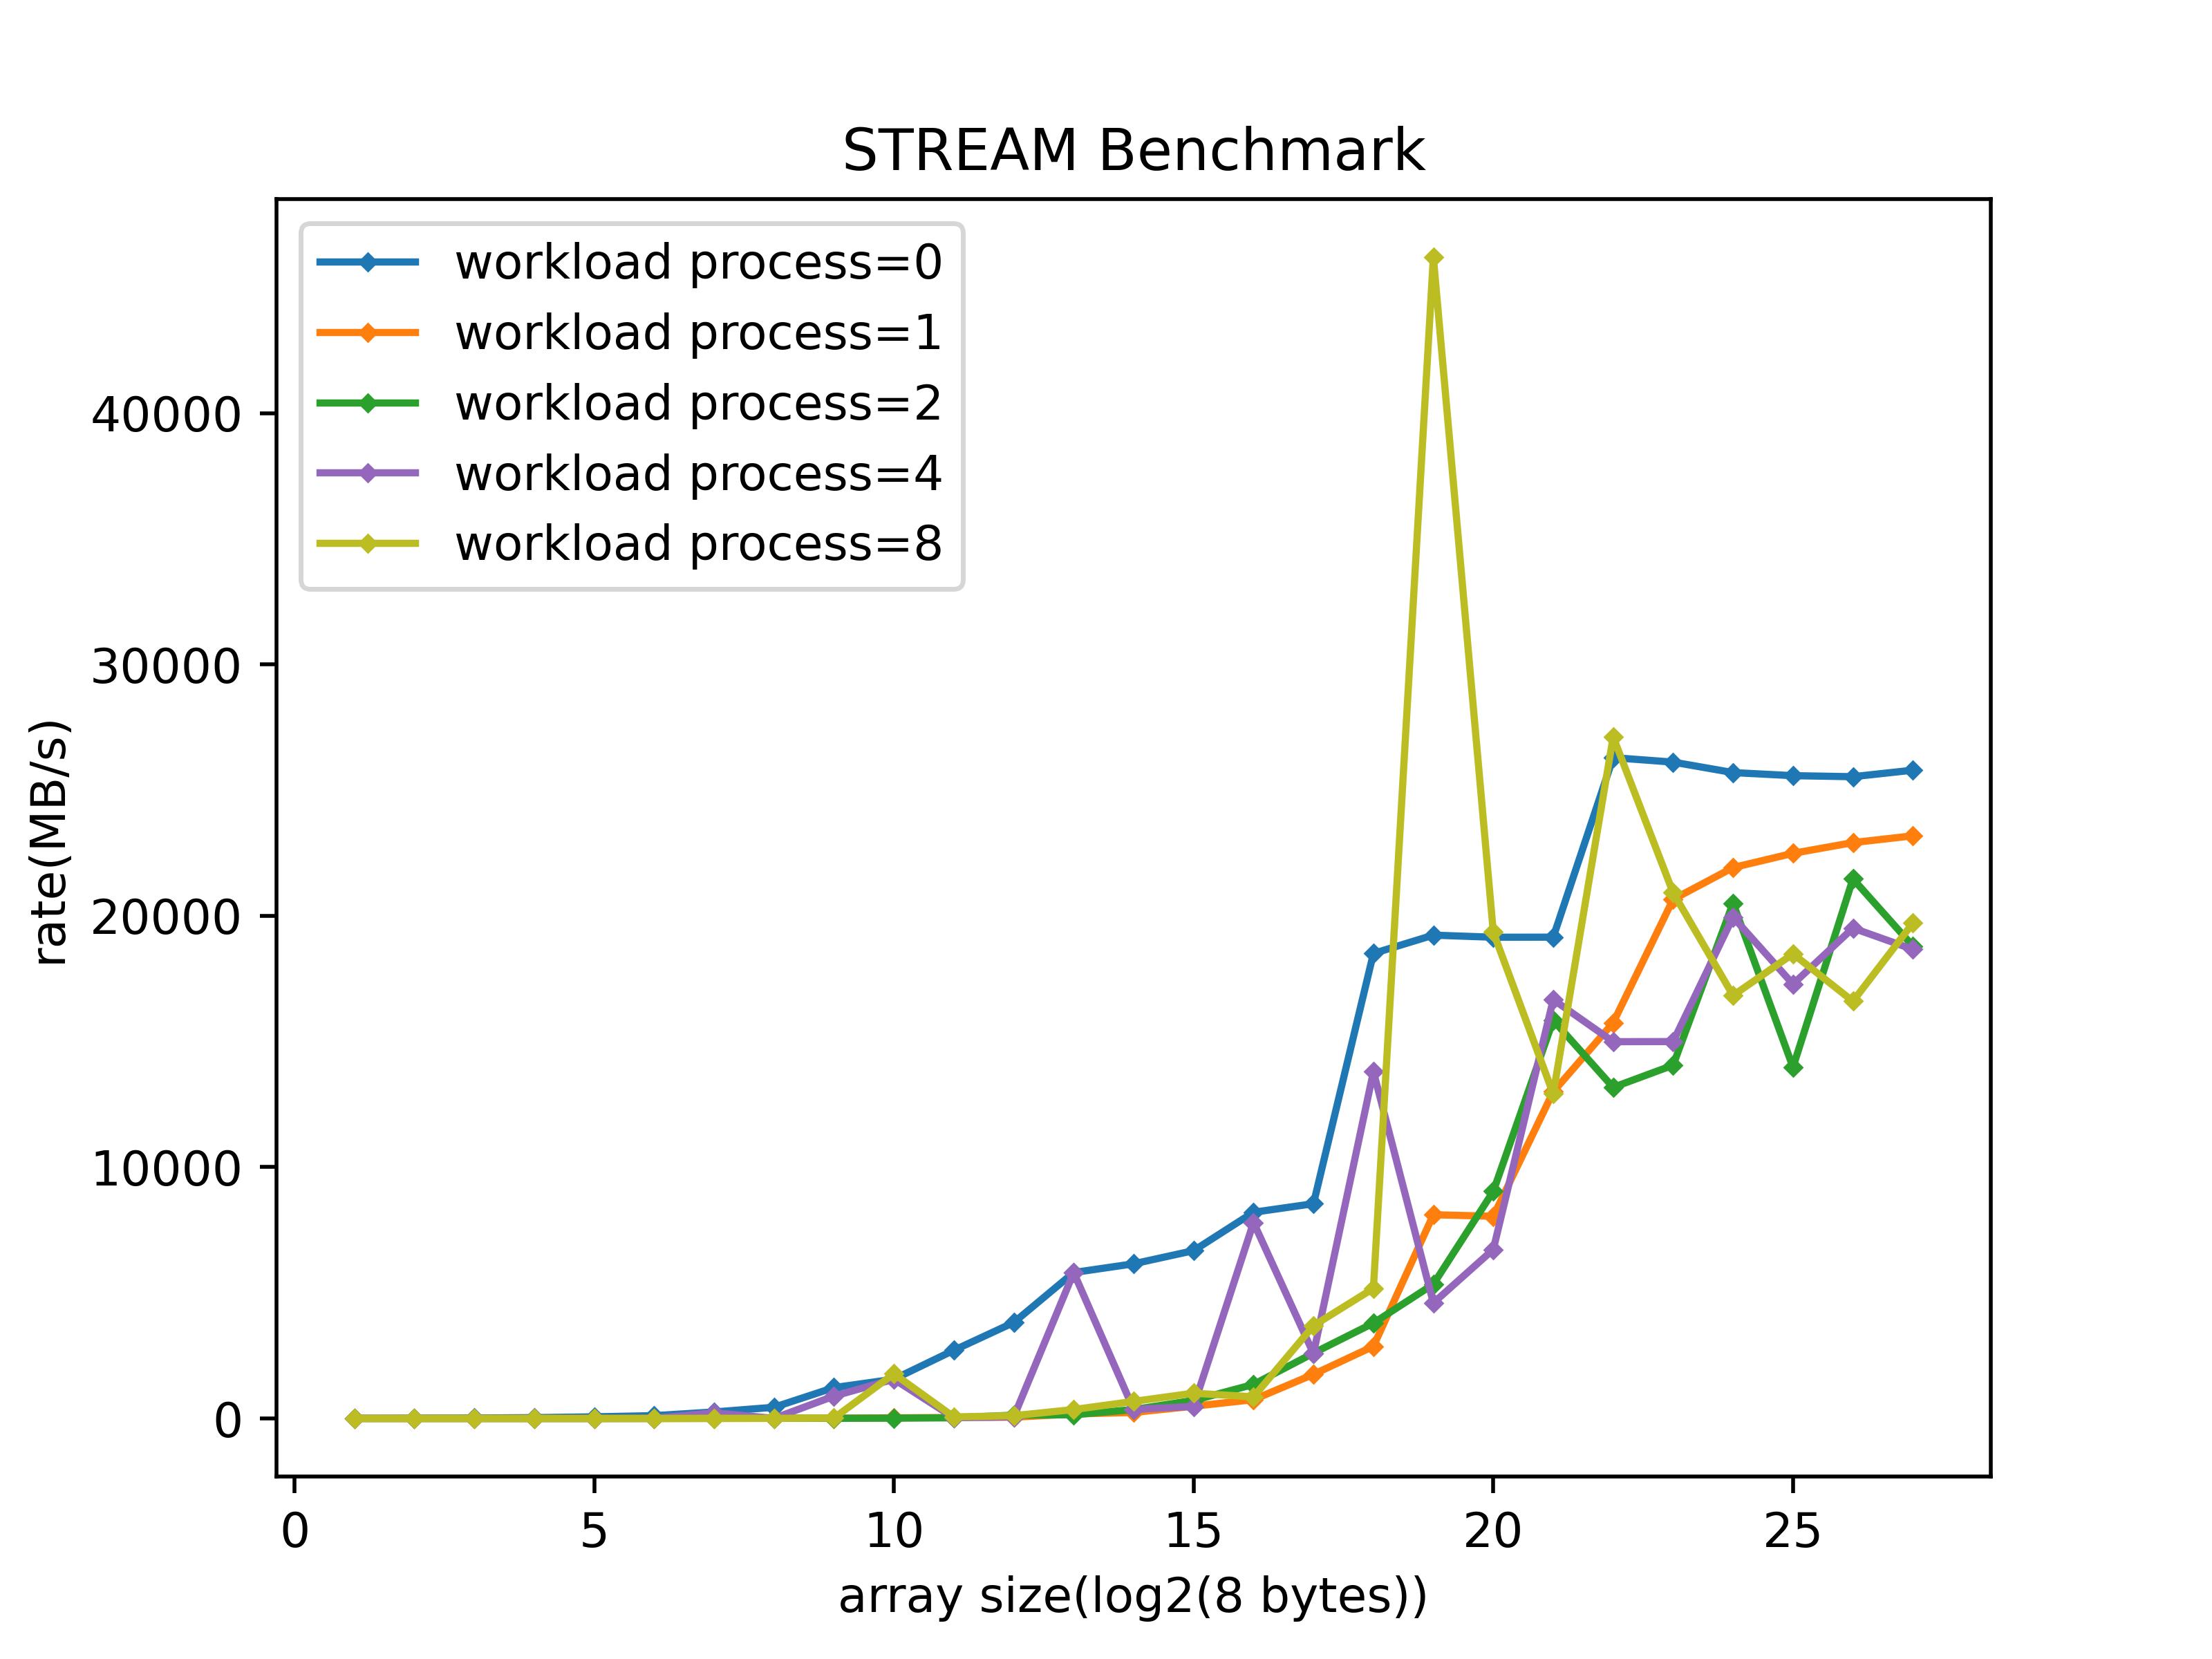 STREAM Benchmark
workload process=0
workload process=1
workload process=2
workload process=4
workload process=8
40000
30000
20000
10000
0
rate(MB/s)
0 5 10 15 20 25
array size(log2(8 bytes))